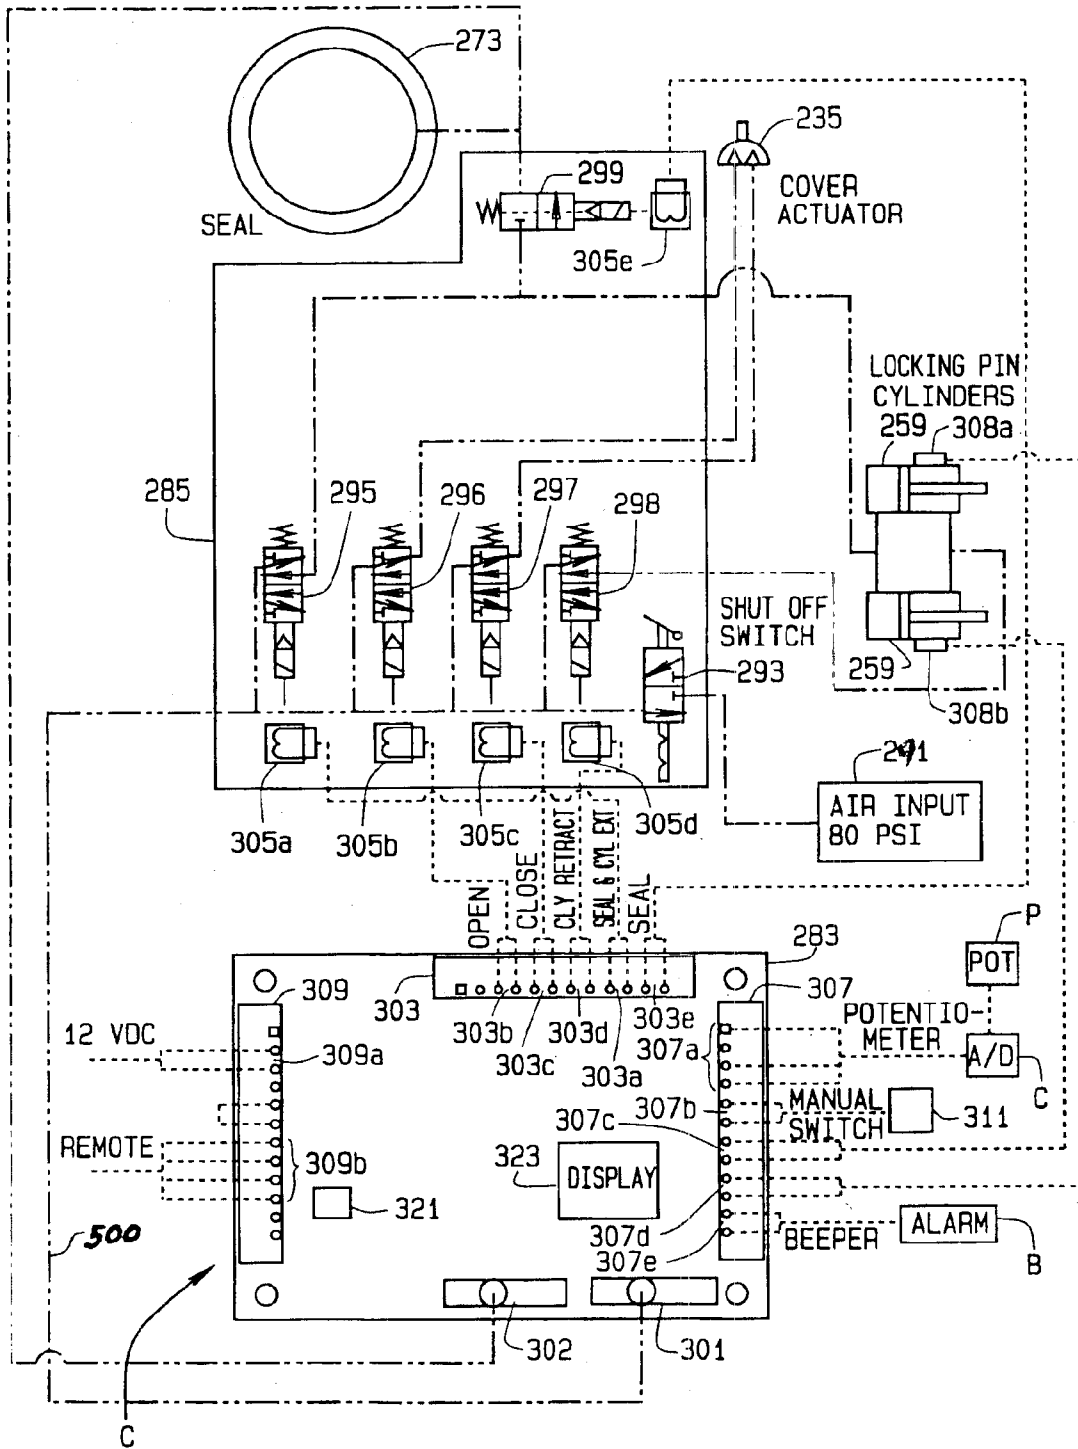 273
235
299
SEAL
COVER
ACTUATOR
305e
LOCKING PIN
CYLINDERS
259
308a
285
295
296
297
298
SHUT OFF
SWITCH
293
259
308b
AIR INPUT
80 PSI
305a
305b
305c
305d
OPEN
CLOSE
CLY RETRACT
SEAL & CYL EXT
SEAL
283
P
POT
303
309
307
12 VDC
309a
303b
303c
303d
303a
303e
307a
POTENTIO-
METER
A/D
C
307b
MANUAL
SWITCH
311
307c
REMOTE
309b
323
DISPLAY
321
307d
307e
BEEPER
ALARM
B
500
302
301
C